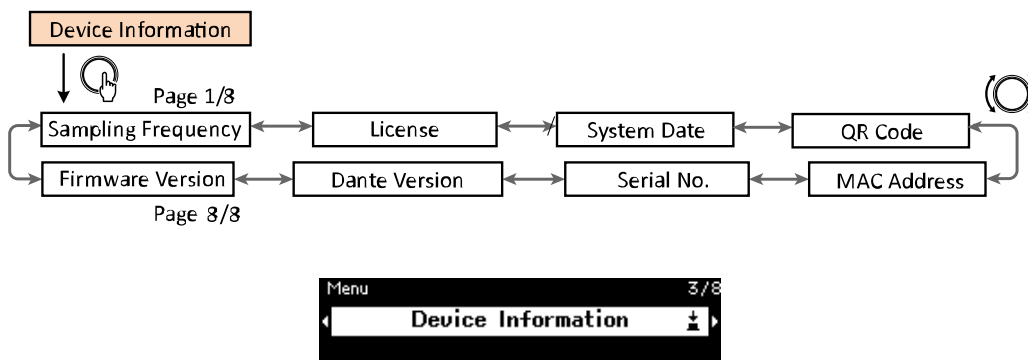 Device Information
Page 1/8
Sampling Frequency License System Date QR Code
Firmware Version Dante Version Serial No. MAC Address
Page 8/8
Menu 3/8
Device Information